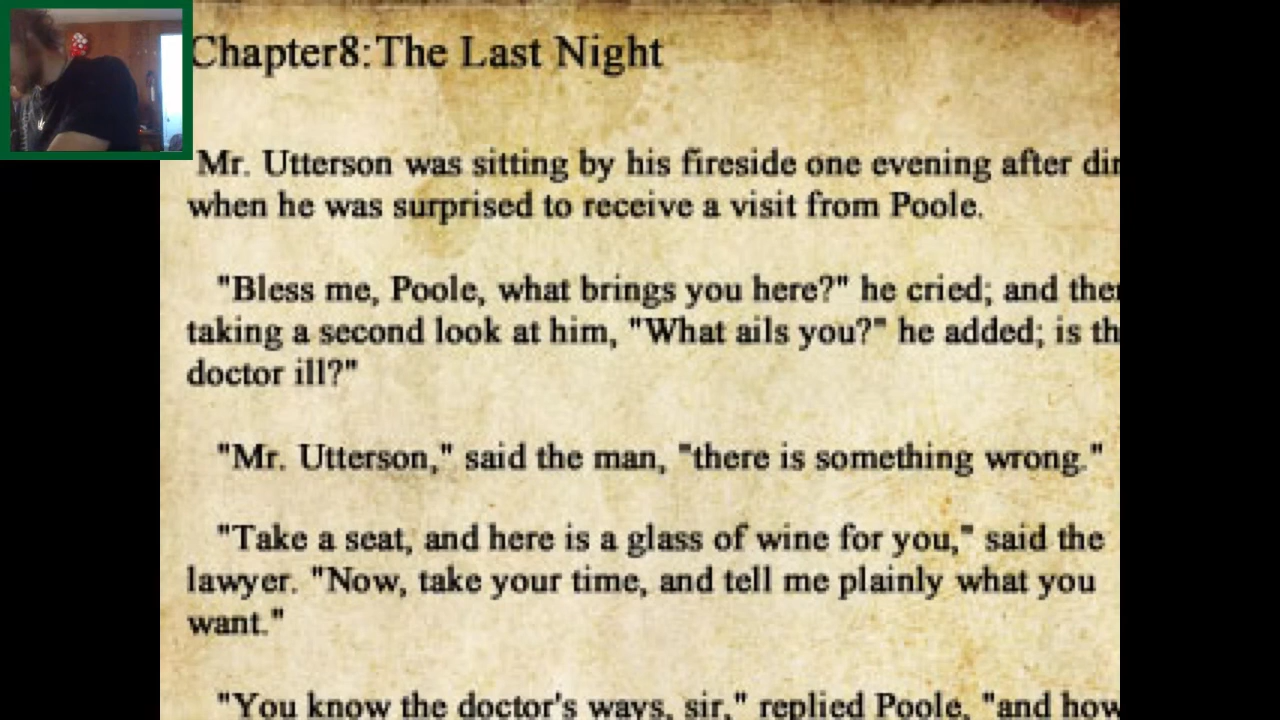 Chapter8:The Last Night
Mr. Utterson was sitting by his fireside one evening after
when he was surprised to receive a visit from Poole.
"Bless me, Poole, what brings you here?" he cried; and
taking a second look at him, "What ails you?" he added; is
doctor ill?"
"Mr. Utterson," said the man, "there is something wrong."
"Take a seat, and here is a glass of wine for you," said the
lawyer. "Now, take your time, and tell me plainly what you
want."
"You know the doctor's ways, sir," replied Poole, "and how